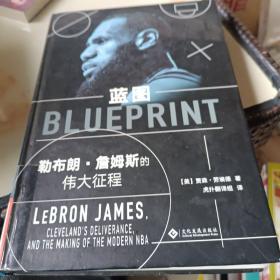 蓝图
BLUEPRINT
勒布朗·詹姆斯的
伟大征程
[美] 贾森·劳埃德 著
虎扑翻译组 译
LEBRON JAMES,
CLEVELAND'S DELIVERANCE,
AND THE MAKING OF THE MODERN NBA
文化发展出版社